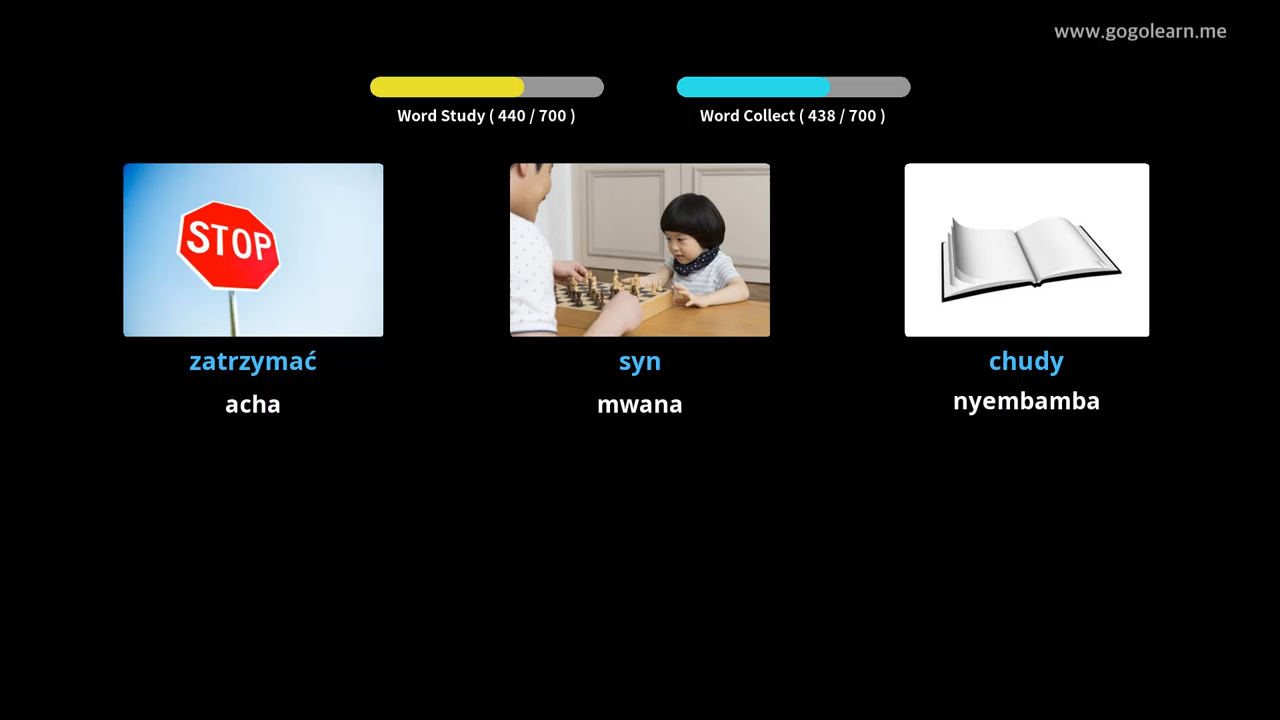 www.gogolearn.me
Word Study ( 440 / 700 )
Word Collect ( 438 / 700 )
STOP
zatrzymać
syn
chudy
acha
mwana
nyembamba